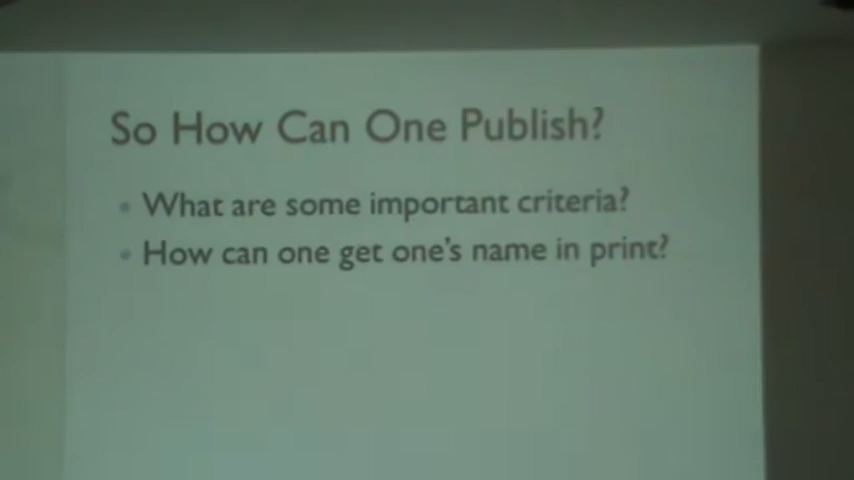 So How Can One Publish?
• What are some important criteria?
• How can one get one's name in print?